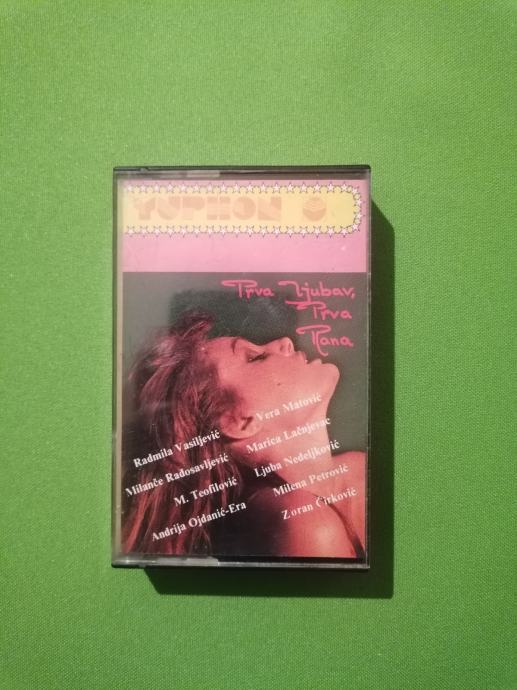 YUPHON
Prva Ljubav,
Prva
Rana
Radmila Vasiljević
Milanče Radosavljević
M. Teofilović
Andrija Ojdanić-Era
Vera Matović
Marica Lačnjevac
Ljuba Nedeljković
Milena Petrović
Zoran Ćirković